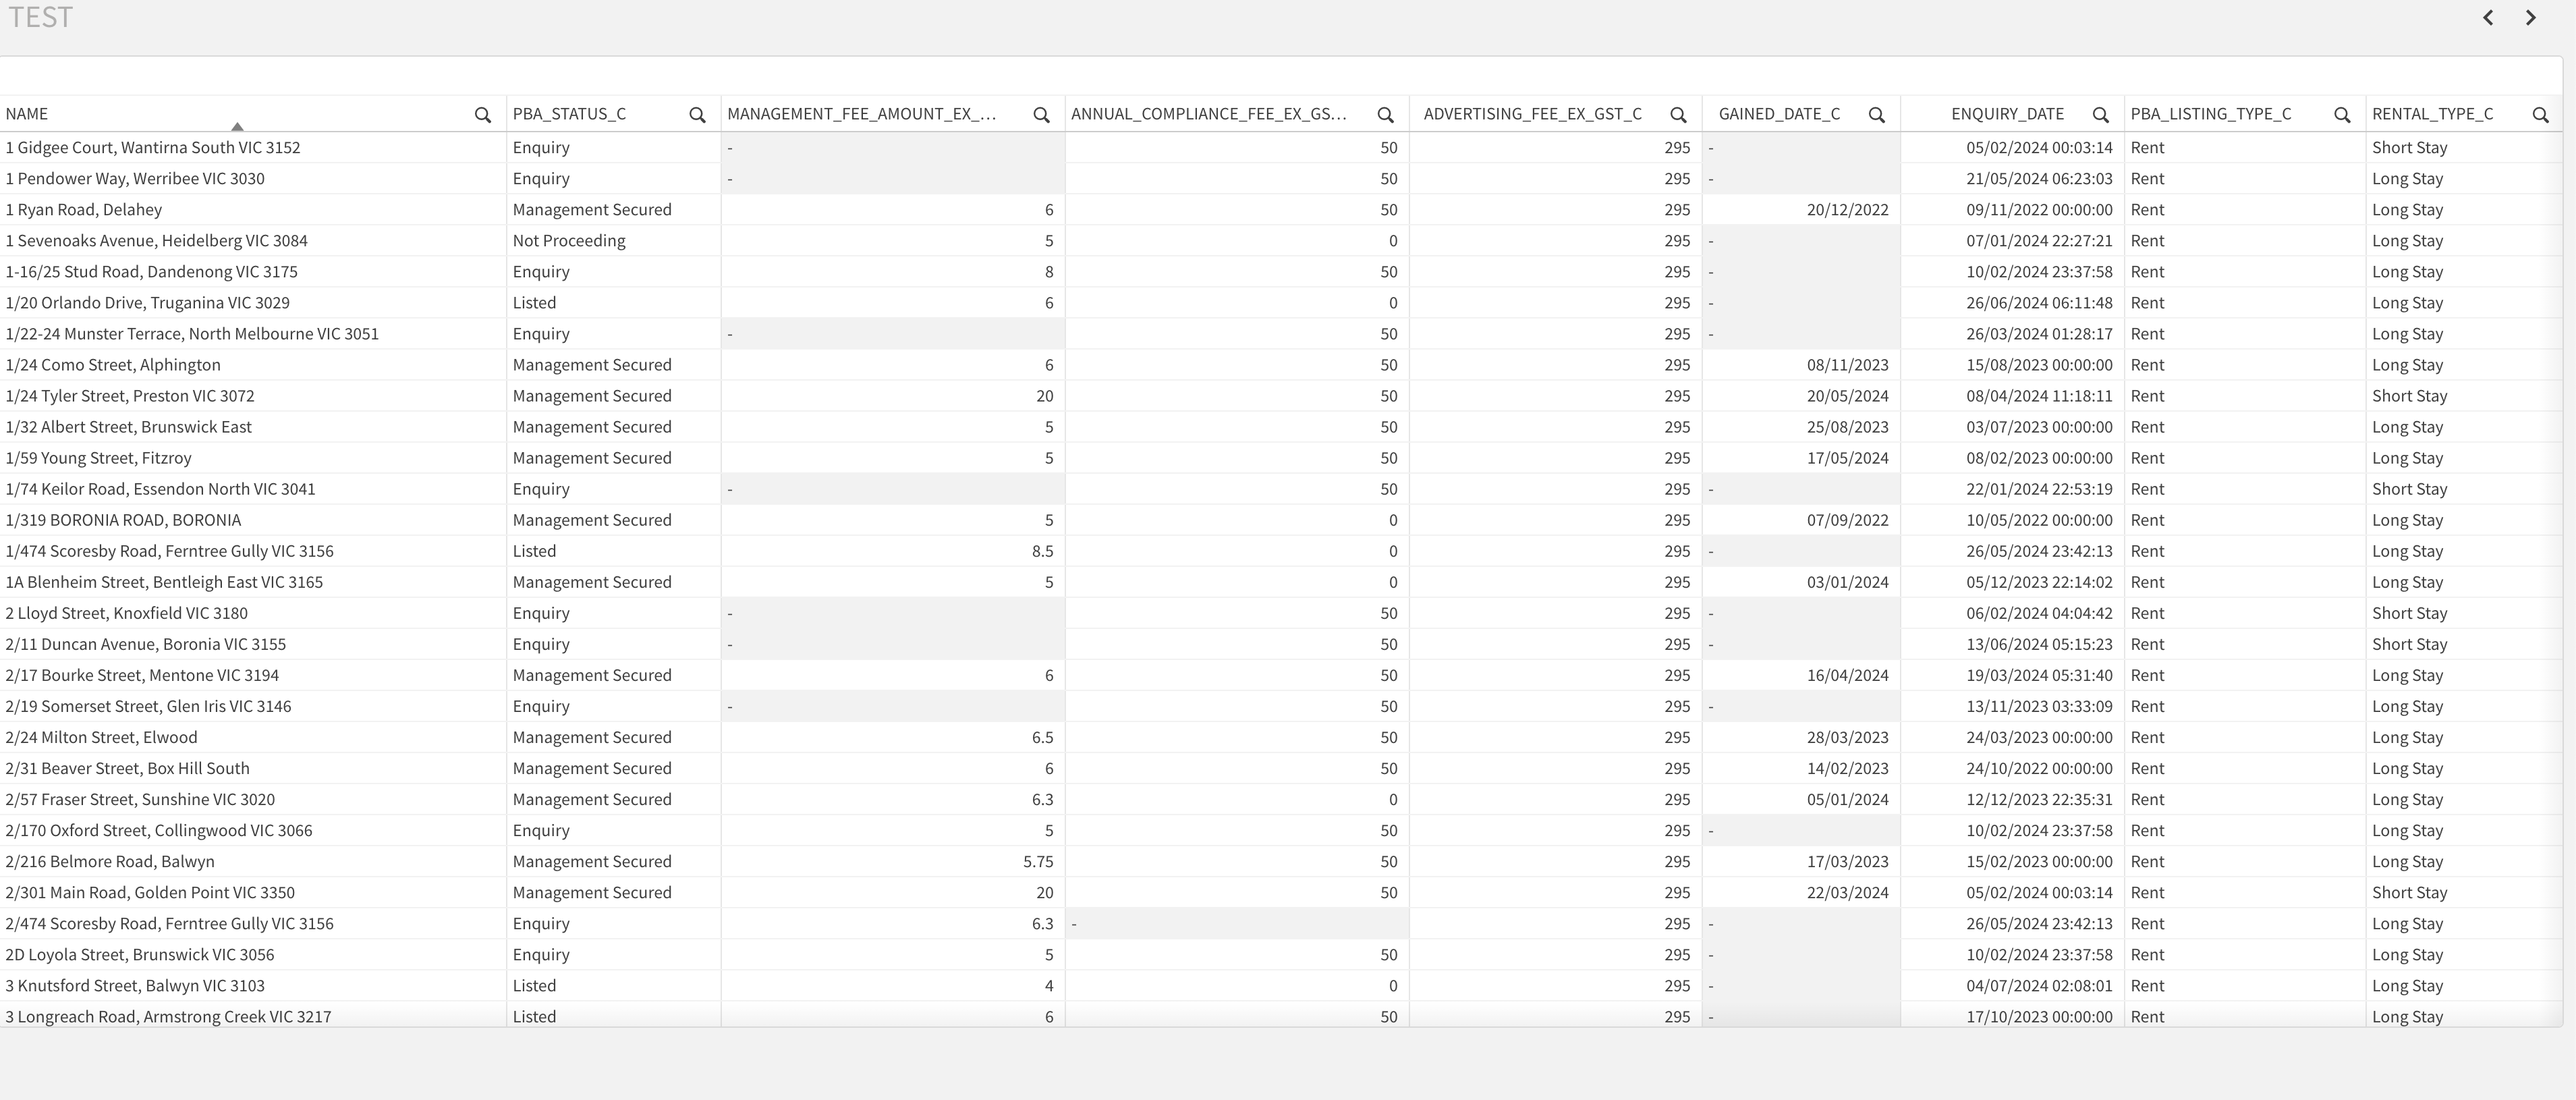 TEST
NAME PBA_STATUS_C MANAGEMENT_FEE_AMOUNT_EX_... ANNUAL_COMPLIANCE_FEE_EX_GS... ADVERTISING_FEE_EX_GST_C GAINED_DATE_C ENQUIRY_DATE PBA_LISTING_TYPE_C RENTAL_TYPE_C
1 Gidgee Court, Wantirna South VIC 3152 Enquiry - 50 295 - 05/02/2024 00:03:14 Rent Short Stay
1 Pendower Way, Werribee VIC 3030 Enquiry - 50 295 - 21/05/2024 06:23:03 Rent Long Stay
1 Ryan Road, Delahey Management Secured 6 50 295 20/12/2022 09/11/2022 00:00:00 Rent Long Stay
1 Sevenoaks Avenue, Heidelberg VIC 3084 Not Proceeding 5 0 295 - 07/01/2024 22:27:21 Rent Long Stay
1-16/25 Stud Road, Dandenong VIC 3175 Enquiry 8 50 295 - 10/02/2024 23:37:58 Rent Long Stay
1/20 Orlando Drive, Truganina VIC 3029 Listed 6 0 295 - 26/06/2024 06:11:48 Rent Long Stay
1/22-24 Munster Terrace, North Melbourne VIC 3051 Enquiry - 50 295 - 26/03/2024 01:28:17 Rent Long Stay
1/24 Como Street, Alphington Management Secured 6 50 295 08/11/2023 15/08/2023 00:00:00 Rent Long Stay
1/24 Tyler Street, Preston VIC 3072 Management Secured 20 50 295 20/05/2024 08/04/2024 11:18:11 Rent Short Stay
1/32 Albert Street, Brunswick East Management Secured 5 50 295 25/08/2023 03/07/2023 00:00:00 Rent Long Stay
1/59 Young Street, Fitzroy Management Secured 5 50 295 17/05/2024 08/02/2023 00:00:00 Rent Long Stay
1/74 Keilor Road, Essendon North VIC 3041 Enquiry - 50 295 - 22/01/2024 22:53:19 Rent Short Stay
1/319 BORONIA ROAD, BORONIA Management Secured 5 0 295 07/09/2022 10/05/2022 00:00:00 Rent Long Stay
1/474 Scoresby Road, Ferntree Gully VIC 3156 Listed 8.5 0 295 - 26/05/2024 23:42:13 Rent Long Stay
1A Blenheim Street, Bentleigh East VIC 3165 Management Secured 5 0 295 03/01/2024 05/12/2023 22:14:02 Rent Long Stay
2 Lloyd Street, Knoxfield VIC 3180 Enquiry - 50 295 - 06/02/2024 04:04:42 Rent Short Stay
2/11 Duncan Avenue, Boronia VIC 3155 Enquiry - 50 295 - 13/06/2024 05:15:23 Rent Short Stay
2/17 Bourke Street, Mentone VIC 3194 Management Secured 6 50 295 16/04/2024 19/03/2024 05:31:40 Rent Long Stay
2/19 Somerset Street, Glen Iris VIC 3146 Enquiry - 50 295 - 13/11/2023 03:33:09 Rent Long Stay
2/24 Milton Street, Elwood Management Secured 6.5 50 295 28/03/2023 24/03/2023 00:00:00 Rent Long Stay
2/31 Beaver Street, Box Hill South Management Secured 6 50 295 14/02/2023 24/10/2022 00:00:00 Rent Long Stay
2/57 Fraser Street, Sunshine VIC 3020 Management Secured 6.3 0 295 05/01/2024 12/12/2023 22:35:31 Rent Long Stay
2/170 Oxford Street, Collingwood VIC 3066 Enquiry 5 50 295 - 10/02/2024 23:37:58 Rent Long Stay
2/216 Belmore Road, Balwyn Management Secured 5.75 50 295 17/03/2023 15/02/2023 00:00:00 Rent Long Stay
2/301 Main Road, Golden Point VIC 3350 Management Secured 20 50 295 22/03/2024 05/02/2024 00:03:14 Rent Short Stay
2/474 Scoresby Road, Ferntree Gully VIC 3156 Enquiry 6.3 - 295 - 26/05/2024 23:42:13 Rent Long Stay
2D Loyola Street, Brunswick VIC 3056 Enquiry 5 50 295 - 10/02/2024 23:37:58 Rent Long Stay
3 Knutsford Street, Balwyn VIC 3103 Listed 4 0 295 - 04/07/2024 02:08:01 Rent Long Stay
3 Longreach Road, Armstrong Creek VIC 3217 Listed 6 50 295 - 17/10/2023 00:00:00 Rent Long Stay